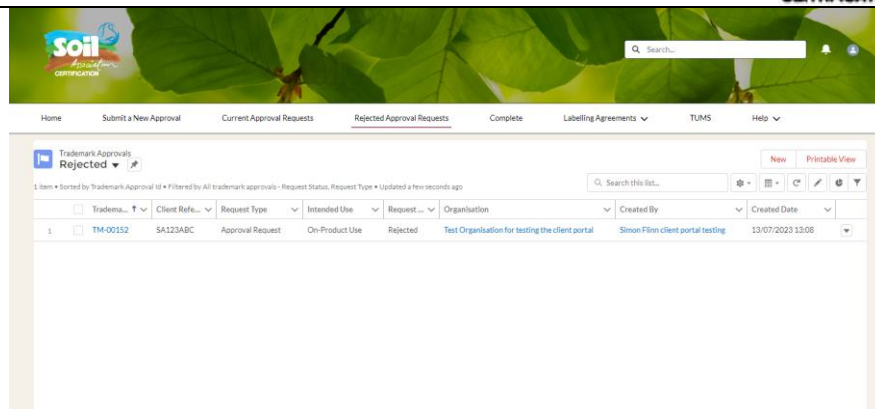 Soil
Association
CERTIFICATION
Search...
Home Submit a New Approval Current Approval Requests Rejected Approval Requests Complete Labelling Agreements TUMS Help
Trademark Approvals
Rejected
New Printable View
1 item • Sorted by Trademark Approval Id • Filtered by All trademark approvals - Request Status, Request Type • Updated a few seconds ago
Search this list...
Tradema... Client Refe... Request Type Intended Use Request ... Organisation Created By Created Date
1 TM-00152 SA123ABC Approval Request On-Product Use Rejected Test Organisation for testing the client portal Simon Flinn client portal testing 13/07/2023 13:08